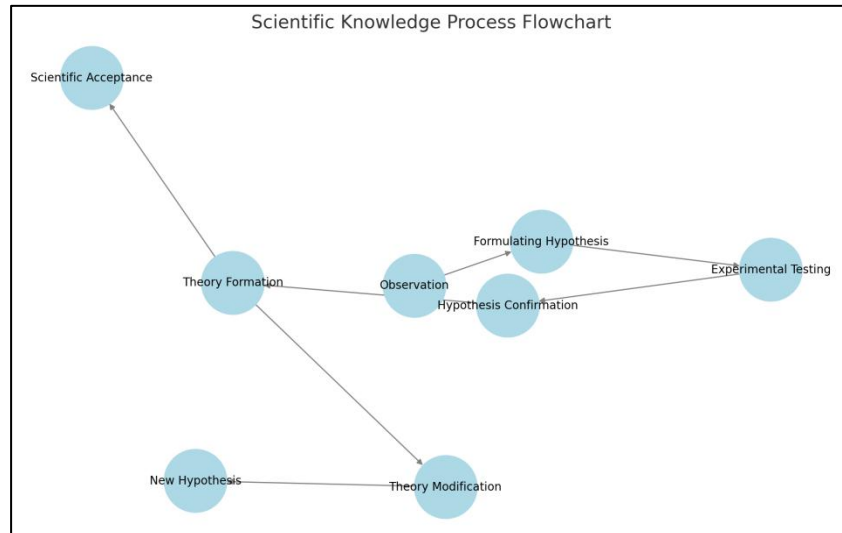 Scientific Knowledge Process Flowchart
Scientific Acceptance
Formulating Hypothesis
Experimental Testing
Theory Formation
Observation
Hypothesis Confirmation
New Hypothesis
Theory Modification